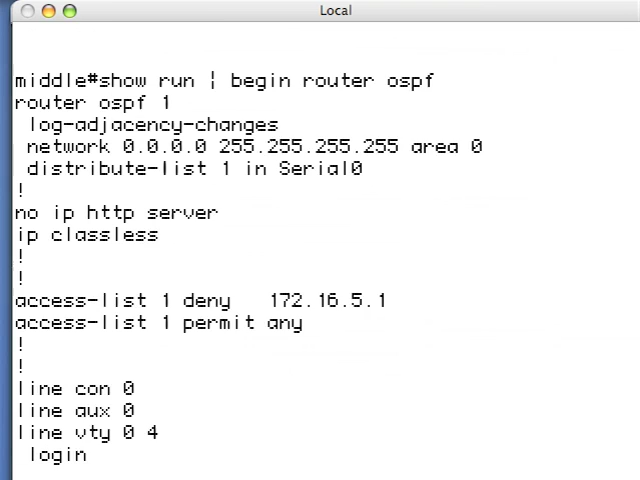 Local
middle#show run | begin router ospf
router ospf 1
 log-adjacency-changes
 network 0.0.0.0 255.255.255.255 area 0
 distribute-list 1 in Serial0
!
no ip http server
ip classless
!
!
access-list 1 deny   172.16.5.1
access-list 1 permit any
!
!
line con 0
line aux 0
line vty 0 4
 login